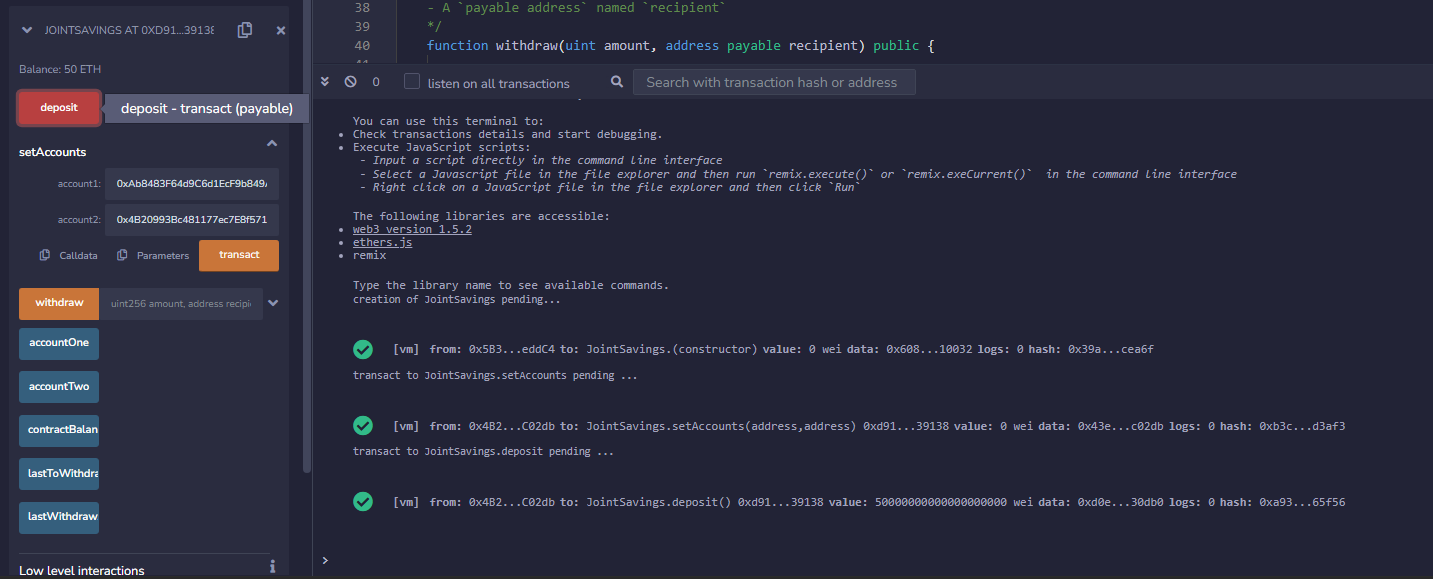 JOINTSAVINGS AT 0XD91...39138
Balance: 50 ETH
deposit
deposit - transact (payable)
setAccounts
account1: 0xAb8483F64d9C6d1EcF9b849
account2: 0x4B20993Bc481177ec7E8f571
Calldata Parameters transact
withdraw uint256 amount, address recipi
accountOne
accountTwo
contractBalan
lastToWithdra
lastWithdraw
Low level interactions
38 - A `payable address` named `recipient`
39 */
40 function withdraw(uint amount, address payable recipient) public {
0 listen on all transactions Search with transaction hash or address
You can use this terminal to:
• Check transactions details and start debugging.
• Execute JavaScript scripts:
- Input a script directly in the command line interface
- Select a Javascript file in the file explorer and then run `remix.execute()` or `remix.exeCurrent()` in the command line interface
- Right click on a JavaScript file in the file explorer and then click `Run`
The following libraries are accessible:
• web3 version 1.5.2
• ethers.js
• remix
Type the library name to see available commands.
creation of JointSavings pending...
[vm] from: 0x5B3...eddC4 to: JointSavings.(constructor) value: 0 wei data: 0x608...10032 logs: 0 hash: 0x39a...cea6f
transact to JointSavings.setAccounts pending ...
[vm] from: 0x4B2...C02db to: JointSavings.setAccounts(address,address) 0xd91...39138 value: 0 wei data: 0x43e...c02db logs: 0 hash: 0xb3c...d3af3
transact to JointSavings.deposit pending ...
[vm] from: 0x4B2...C02db to: JointSavings.deposit() 0xd91...39138 value: 50000000000000000000 wei data: 0xd0e...30db0 logs: 0 hash: 0xa93...65f56
>